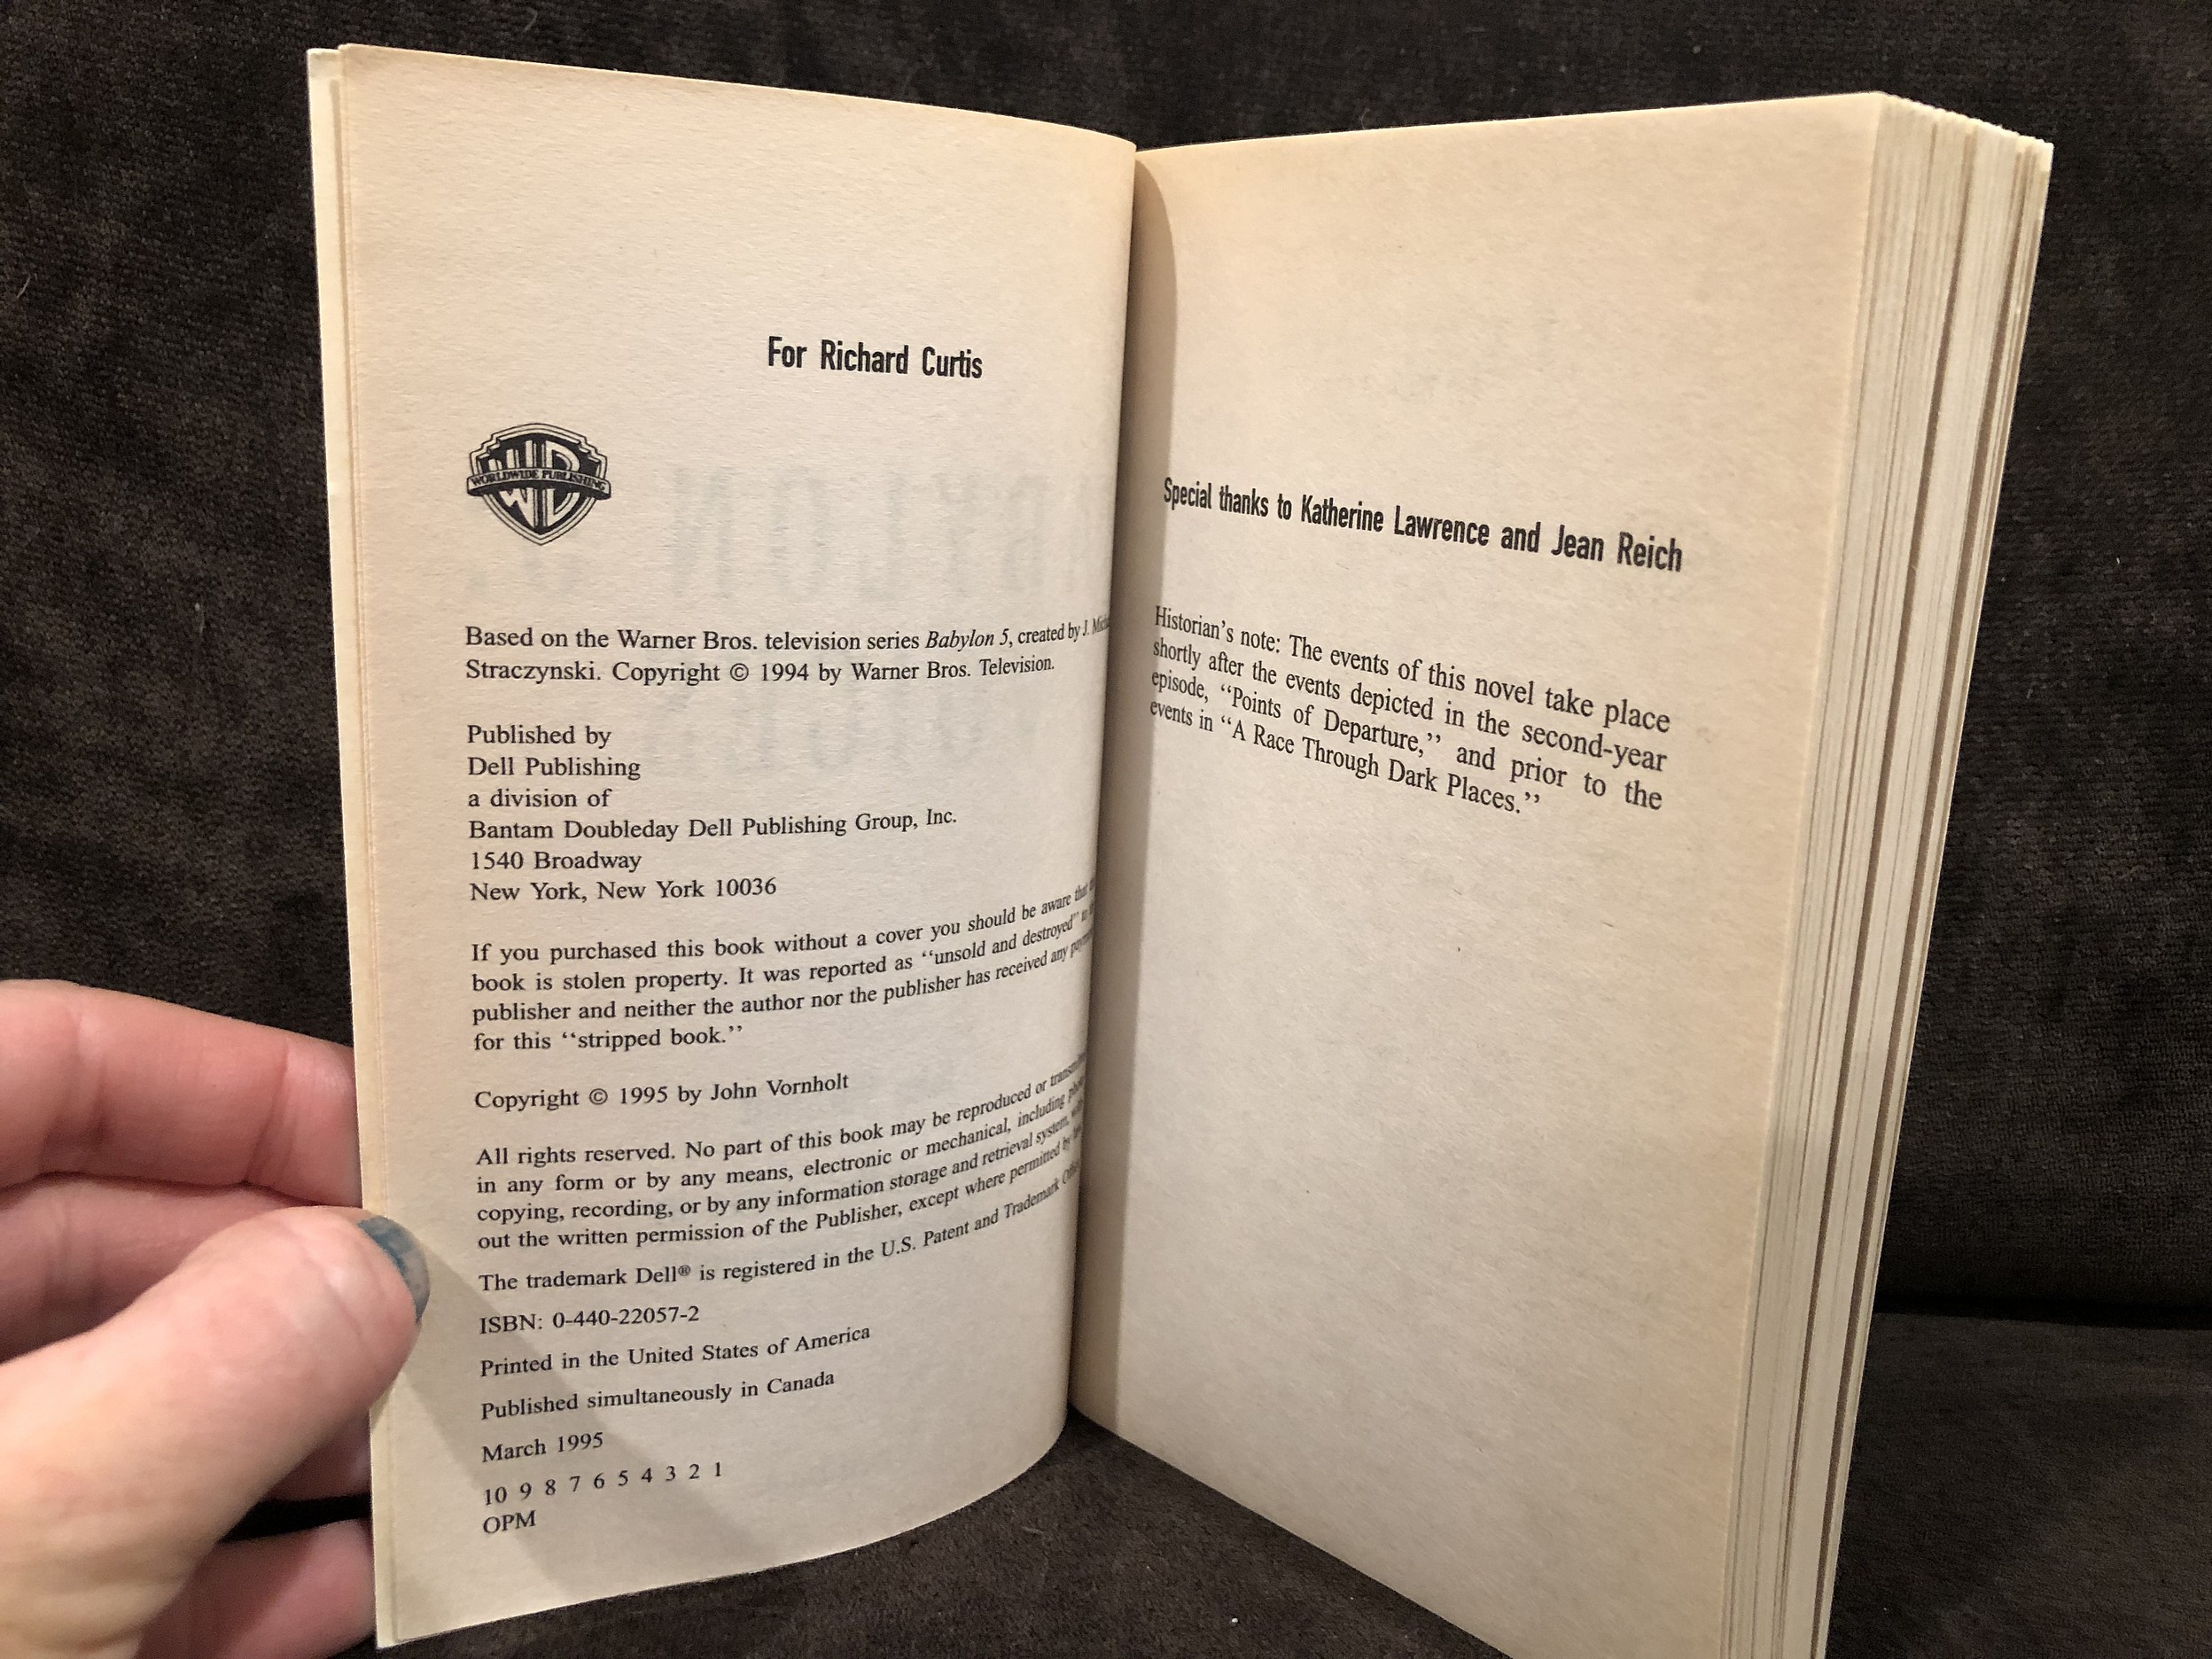 For Richard Curtis
WB
WORLDWIDE PUBLISHING
Based on the Warner Bros. television series Babylon 5, created by J.
Straczynski. Copyright © 1994 by Warner Bros. Television.
Published by
Dell Publishing
a division of
Bantam Doubleday Dell Publishing Group, Inc.
1540 Broadway
New York, New York 10036
If you purchased this book without a cover you should be aware that
book is stolen property. It was reported as “unsold and destroyed” to
publisher and neither the author nor the publisher has received any
for this “stripped book.”
Copyright © 1995 by John Vornholt
All rights reserved. No part of this book may be reproduced or
in any form or by any means, electronic or mechanical, including
copying, recording, or by any information storage and retrieval system,
out the written permission of the Publisher, except where permitted by
The trademark Dell® is registered in the U.S. Patent and Trademark
ISBN: 0-440-22057-2
Printed in the United States of America
Published simultaneously in Canada
March 1995
10 9 8 7 6 5 4 3 2 1
OPM
Special thanks to Katherine Lawrence and Jean Reich
Historian’s note: The events of this novel take place
shortly after the events depicted in the second-year
episode, “Points of Departure,” and prior to the
events in “A Race Through Dark Places.”